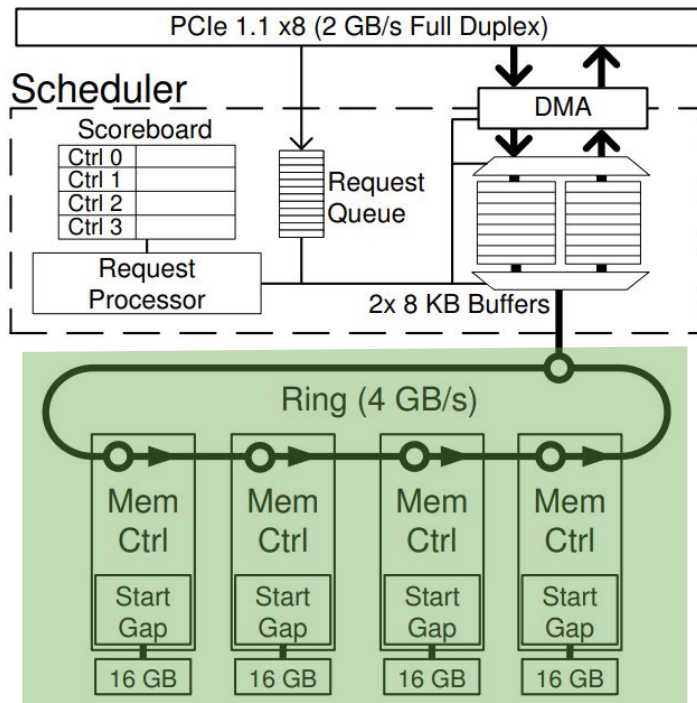 PCIe 1.1 x8 (2 GB/s Full Duplex)
Scheduler
DMA
Scoreboard
Ctrl 0
Ctrl 1
Ctrl 2
Ctrl 3
Request
Queue
Request
Processor
2x 8 KB Buffers
Ring (4 GB/s)
Mem
Ctrl
Mem
Ctrl
Mem
Ctrl
Mem
Ctrl
Start
Gap
Start
Gap
Start
Gap
Start
Gap
16 GB
16 GB
16 GB
16 GB